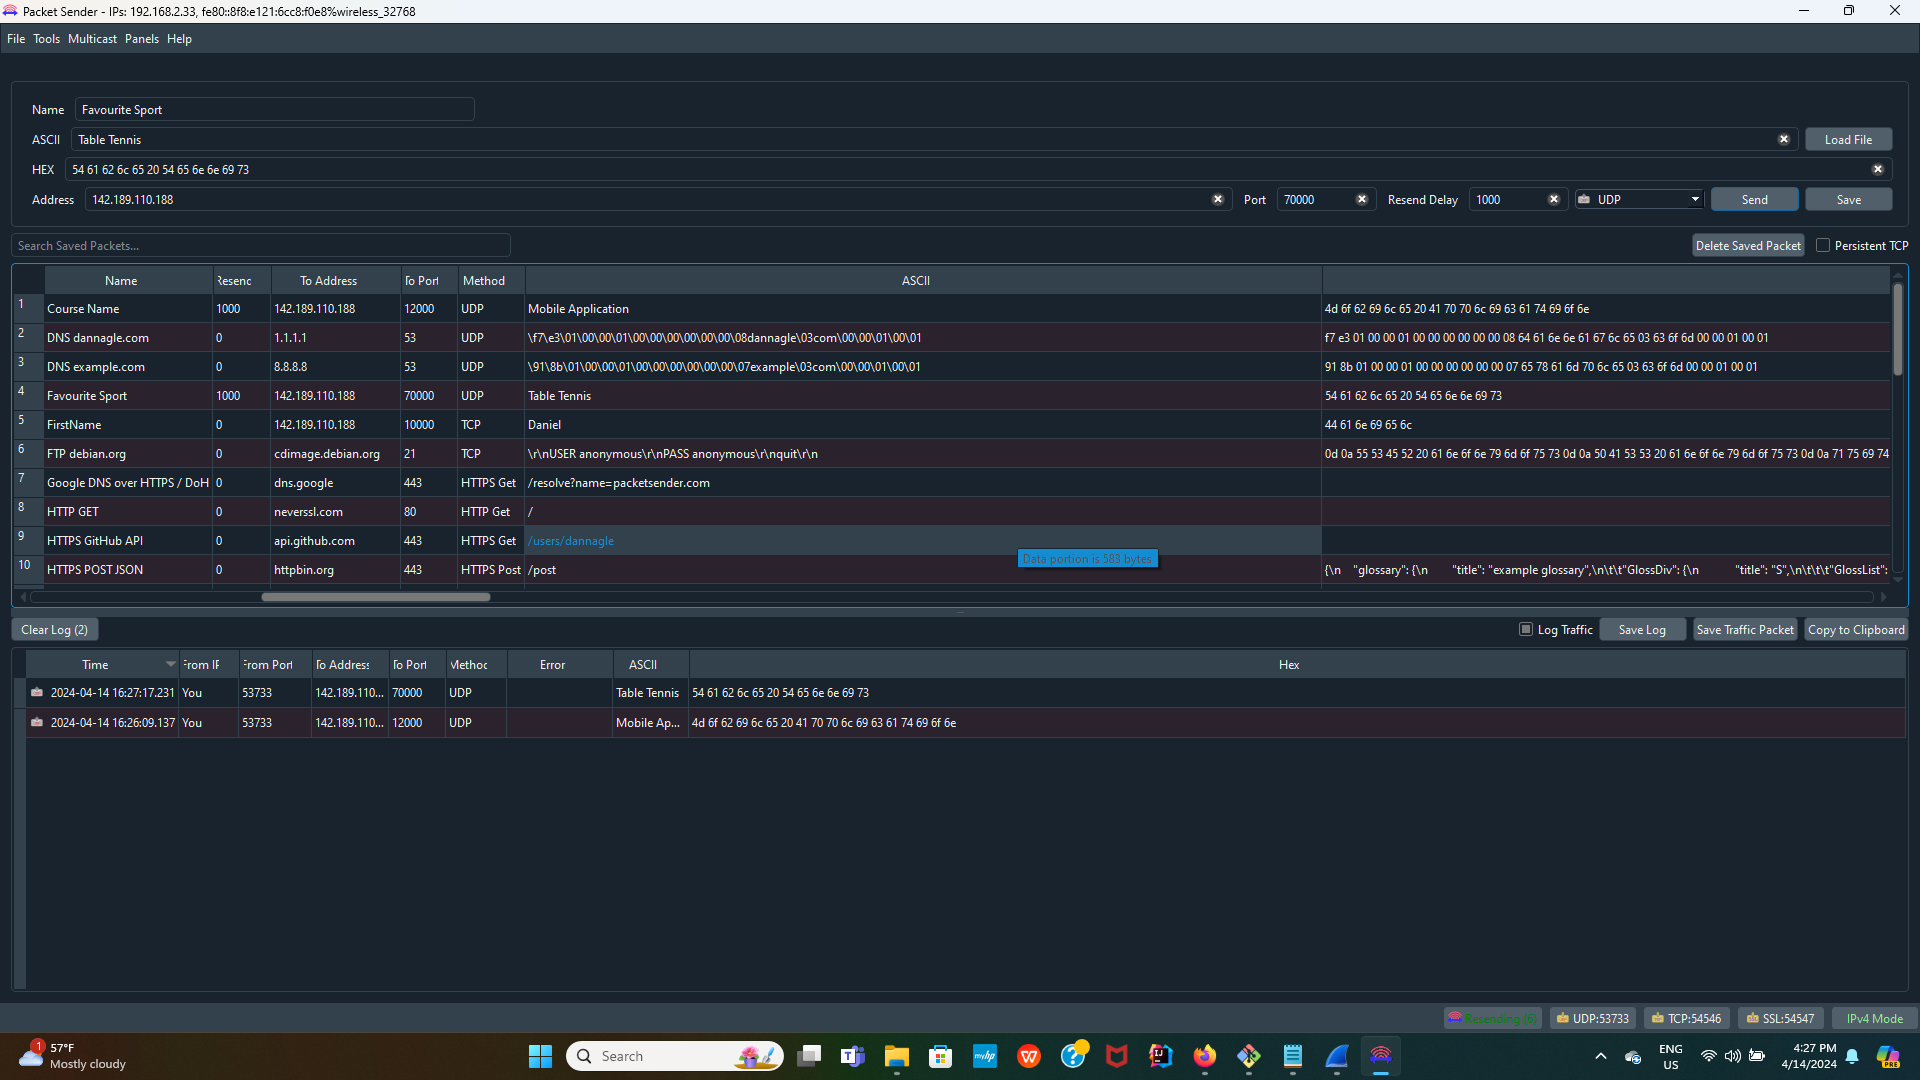 Packet Sender - IPs: 192.168.2.33, fe80::8f8:e121:6cc8:f0e8%wireless_32768
File Tools Multicast Panels Help
Name Favourite Sport
ASCII Table Tennis Load File
HEX 54 61 62 6c 65 20 54 65 6e 6e 69 73
Address 142.189.110.188 Port 70000 Resend Delay 1000 UDP Send Save
Search Saved Packets... Delete Saved Packet Persistent TCP
Name Resenc To Address To Port Method ASCII
1 Course Name 1000 142.189.110.188 12000 UDP Mobile Application 4d 6f 62 69 6c 65 20 41 70 70 6c 69 63 61 74 69 6f 6e
2 DNS dannagle.com 0 1.1.1.1 53 UDP \f7\e3\01\00\00\01\00\00\00\00\00\00\08dannagle\03com\00\00\01\00\01 f7 e3 01 00 00 01 00 00 00 00 00 00 08 64 61 6e 6e 61 67 6c 65 03 63 6f 6d 00 00 01 00 01
3 DNS example.com 0 8.8.8.8 53 UDP \91\8b\01\00\00\01\00\00\00\00\00\00\07example\03com\00\00\01\00\01 91 8b 01 00 00 01 00 00 00 00 00 00 07 65 78 61 6d 70 6c 65 03 63 6f 6d 00 00 01 00 01
4 Favourite Sport 1000 142.189.110.188 70000 UDP Table Tennis 54 61 62 6c 65 20 54 65 6e 6e 69 73
5 FirstName 0 142.189.110.188 10000 TCP Daniel 44 61 6e 69 65 6c
6 FTP debian.org 0 cdimage.debian.org 21 TCP \r\nUSER anonymous\r\nPASS anonymous\r\nquit\r\n 0d 0a 55 53 45 52 20 61 6e 6f 6e 79 6d 6f 75 73 0d 0a 50 41 53 53 20 61 6e 6f 6e 79 6d 6f 75 73 0d 0a 71 75 69 74
7 Google DNS over HTTPS / DoH 0 dns.google 443 HTTPS Get /resolve?name=packetsender.com
8 HTTP GET 0 neverssl.com 80 HTTP Get /
9 HTTPS GitHub API 0 api.github.com 443 HTTPS Get /users/dannagle
Data portion is 583 bytes
10 HTTPS POST JSON 0 httpbin.org 443 HTTPS Post /post {\n "glossary": {\n "title": "example glossary",\n\t\t"GlossDiv": {\n "title": "S",\n\t\t\t"GlossList":
Clear Log (2) Log Traffic Save Log Save Traffic Packet Copy to Clipboard
Time From IF From Port To Address To Port Method Error ASCII Hex
2024-04-14 16:27:17.231 You 53733 142.189.110... 70000 UDP Table Tennis 54 61 62 6c 65 20 54 65 6e 6e 69 73
2024-04-14 16:26:09.137 You 53733 142.189.110... 12000 UDP Mobile Ap... 4d 6f 62 69 6c 65 20 41 70 70 6c 69 63 61 74 69 6f 6e
Resending UDP:53733 TCP:54546 SSL:54547 IPv4 Mode
1 57°F
Mostly cloudy
Search
myhp
ENG
US
4:27 PM
4/14/2024
PRE